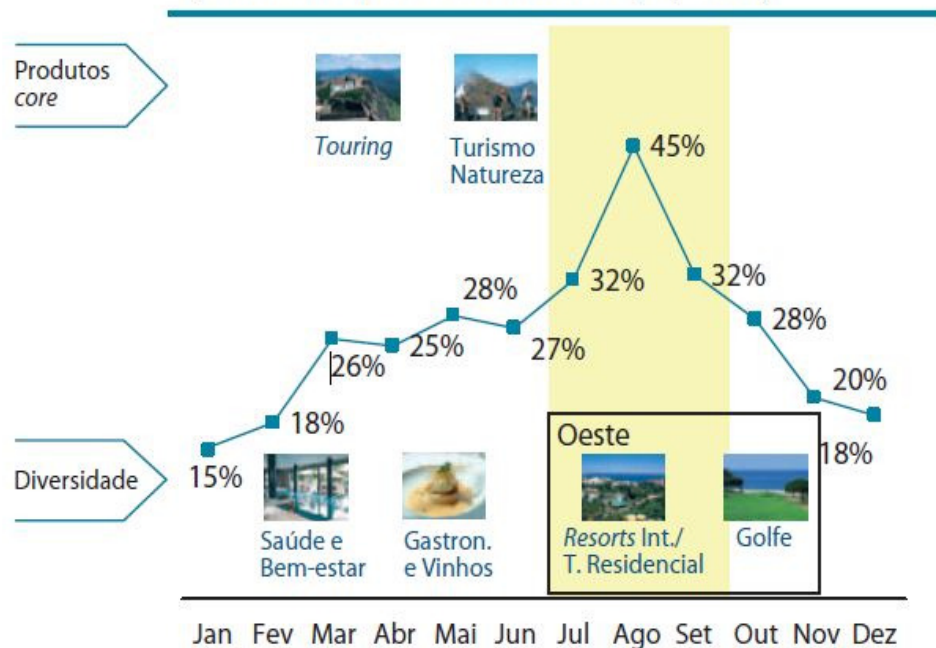 Produtos
core
Touring
Turismo
Natureza
45%
32%
32%
28%
28%
27%
25%
26%
20%
18%
18%
15%
Diversidade
Saúde e
Bem-estar
Gastron.
e Vinhos
Oeste
Resorts Int./
T. Residencial
Golfe
Jan Fev Mar Abr Mai Jun Jul Ago Set Out Nov Dez